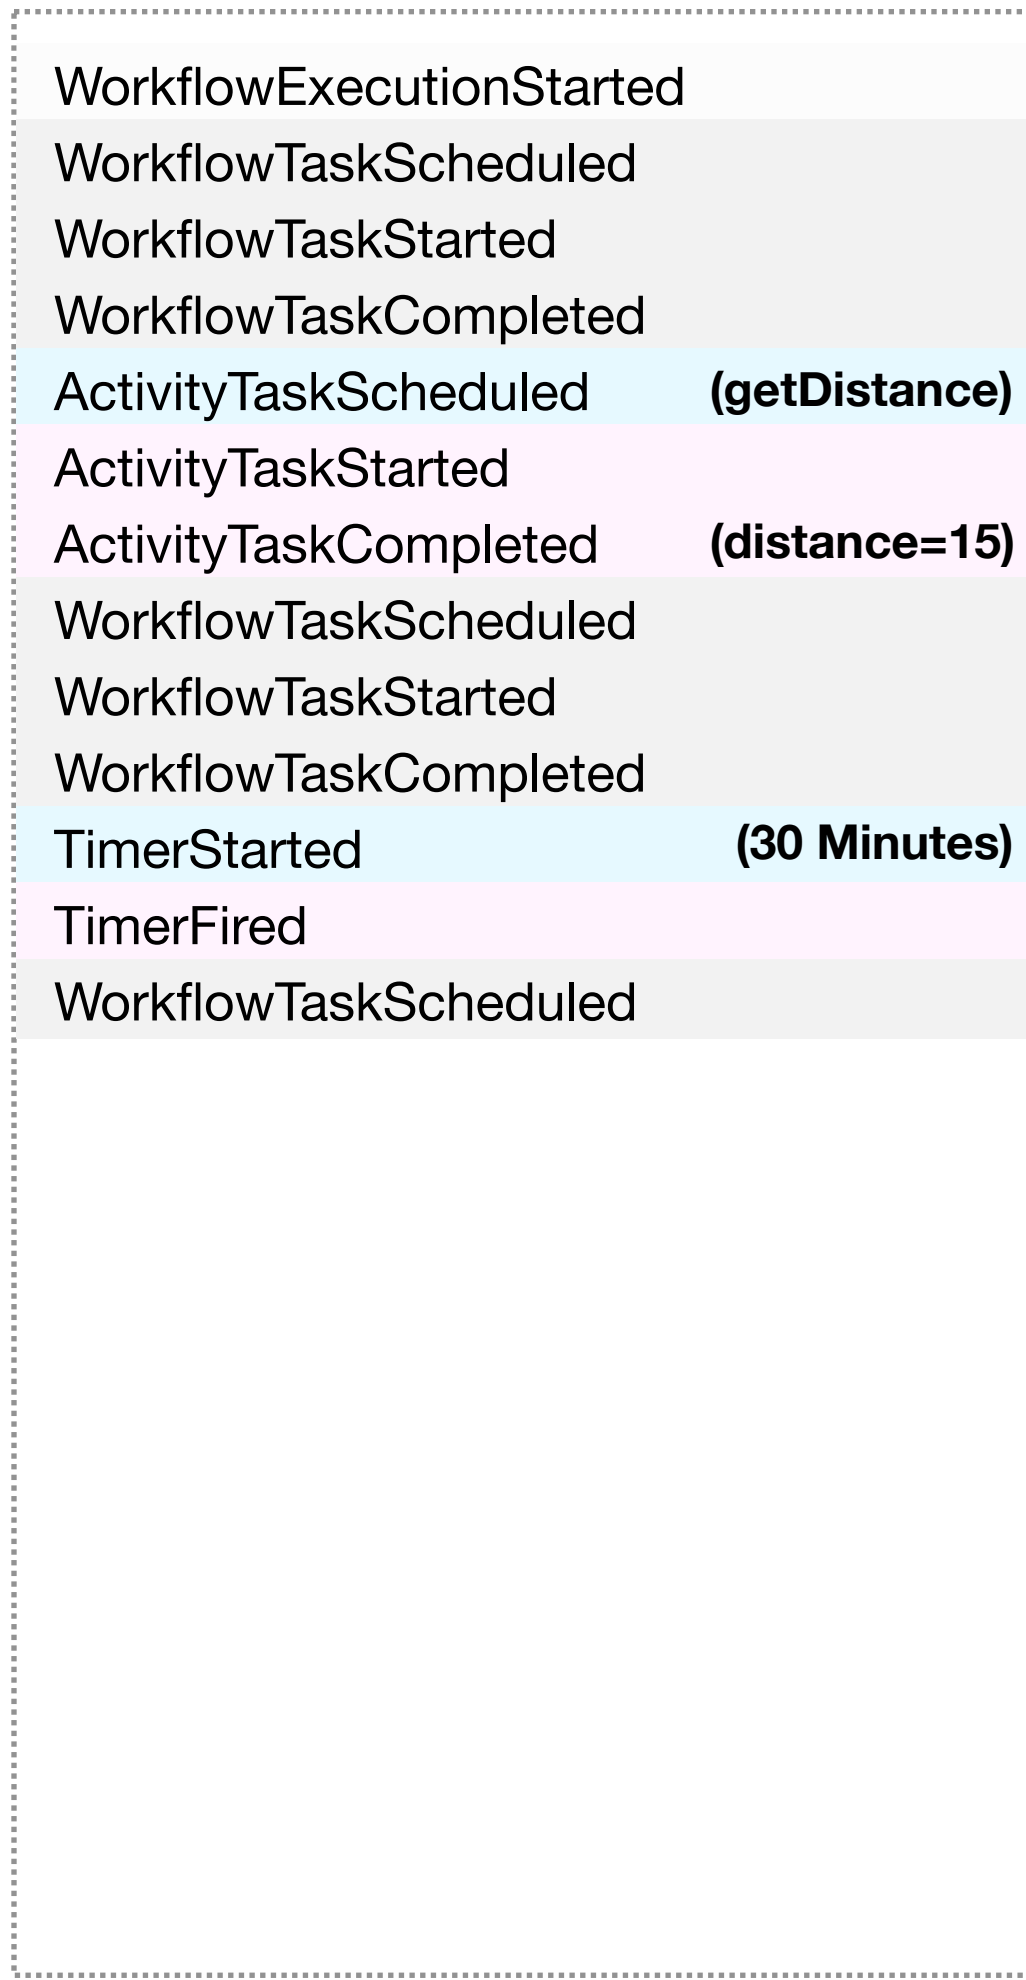 WorkflowExecutionStarted
WorkflowTaskScheduled
WorkflowTaskStarted
WorkflowTaskCompleted
ActivityTaskScheduled (getDistance)
ActivityTaskStarted
ActivityTaskCompleted (distance=15)
WorkflowTaskScheduled
WorkflowTaskStarted
WorkflowTaskCompleted
TimerStarted (30 Minutes)
TimerFired
WorkflowTaskScheduled